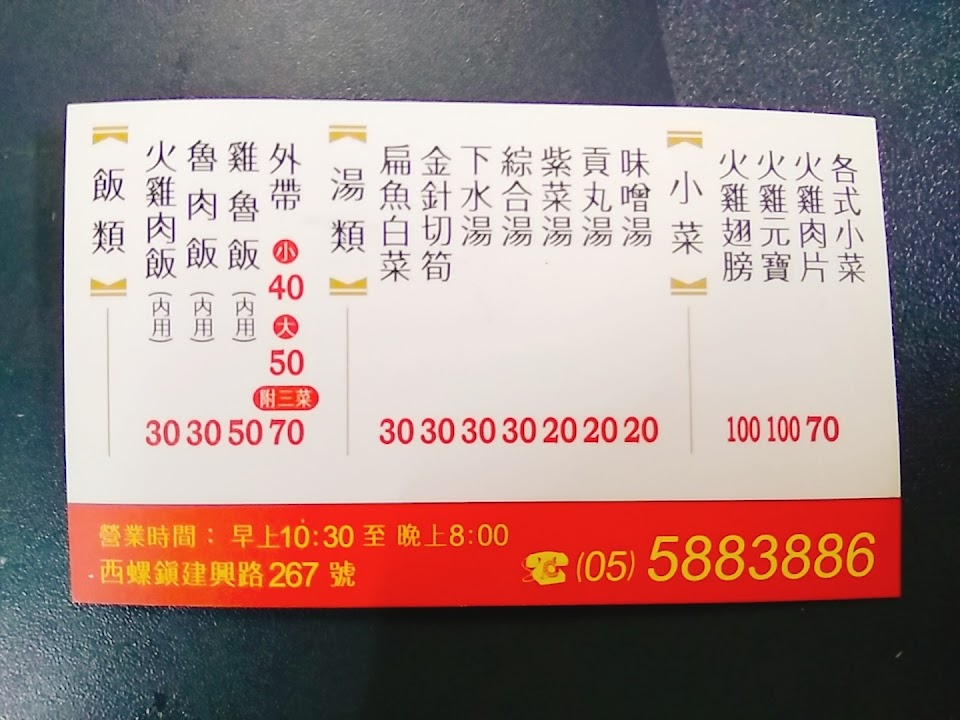 飯類
火雞肉飯(內用) 30
魯肉飯(內用) 30
雞魯飯(內用) 50
外帶 小 40 大 50 附三菜 70
湯類
扁魚白菜 30
金針切筍 30
下水湯 30
綜合湯 30
紫菜湯 20
貢丸湯 20
味噌湯 20
小菜
火雞翅膀 100
火雞元寶 100
火雞肉片 70
各式小菜
營業時間：早上10:30至晚上8:00
西螺鎮建興路267號
(05)5883886